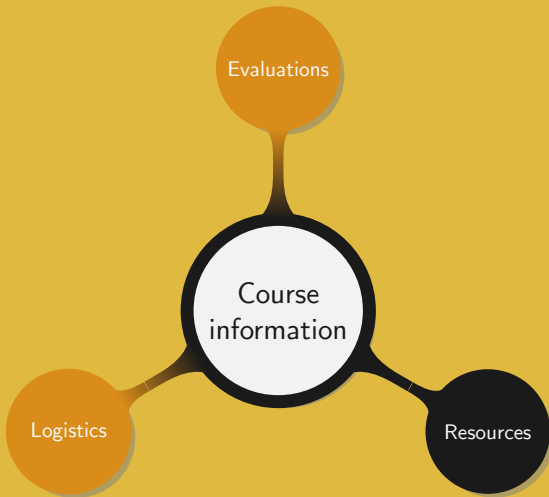 Evaluations
Course
information
Logistics
Resources